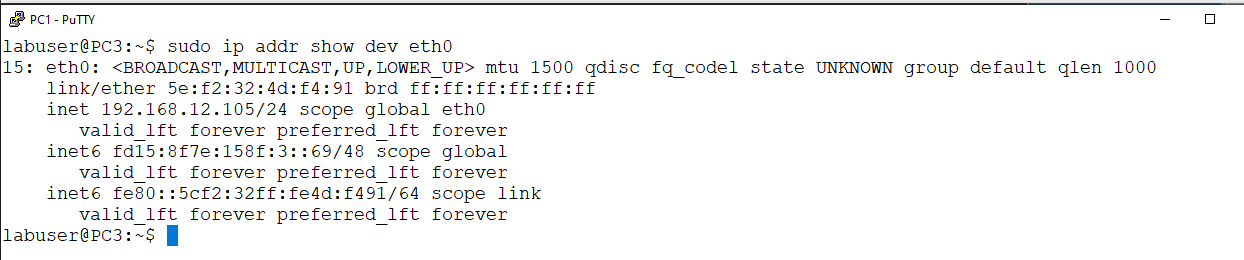 PC1 - PuTTY
labuser@PC3:~$ sudo ip addr show dev eth0
15: eth0: <BROADCAST,MULTICAST,UP,LOWER_UP> mtu 1500 qdisc fq_codel state UNKNOWN group default qlen 1000
    link/ether 5e:f2:32:4d:f4:91 brd ff:ff:ff:ff:ff:ff
    inet 192.168.12.105/24 scope global eth0
       valid_lft forever preferred_lft forever
    inet6 fd15:8f7e:158f:3::69/48 scope global
       valid_lft forever preferred_lft forever
    inet6 fe80::5cf2:32ff:fe4d:f491/64 scope link
       valid_lft forever preferred_lft forever
labuser@PC3:~$